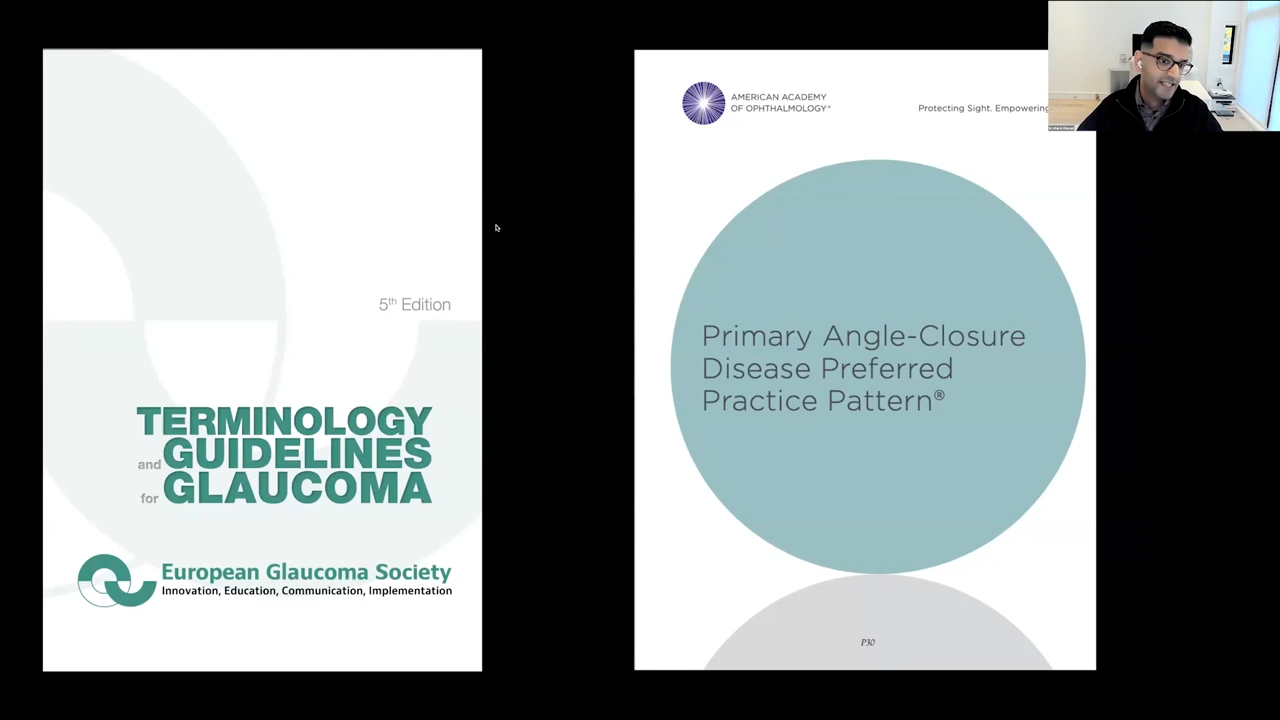 5th Edition
TERMINOLOGY
and GUIDELINES
for GLAUCOMA
European Glaucoma Society
Innovation, Education, Communication, Implementation
AMERICAN ACADEMY
OF OPHTHALMOLOGY®
Protecting Sight. Empowering
Primary Angle-Closure
Disease Preferred
Practice Pattern®
P30